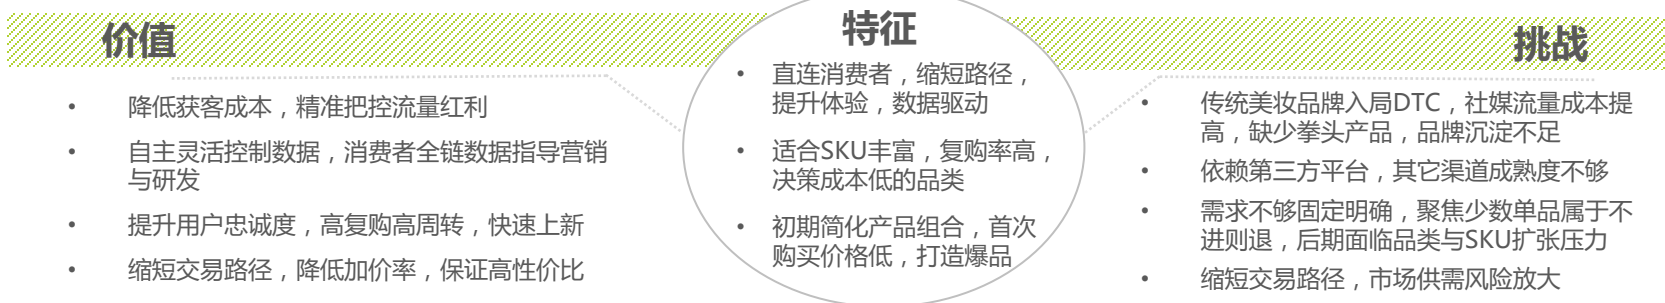 价值
• 降低获客成本，精准把控流量红利
• 自主灵活控制数据，消费者全链数据指导营销
与研发
• 提升用户忠诚度，高复购高周转，快速上新
• 缩短交易路径，降低加价率，保证高性价比
特征
• 直连消费者，缩短路径，
提升体验，数据驱动
• 适合SKU丰富，复购率高，
决策成本低的品类
• 初期简化产品组合，首次
购买价格低，打造爆品
挑战
• 传统美妆品牌入局DTC，社媒流量成本提
高，缺少拳头产品，品牌沉淀不足
• 依赖第三方平台，其它渠道成熟度不够
• 需求不够固定明确，聚焦少数单品属于不
进则退，后期面临品类与SKU扩张压力
• 缩短交易路径，市场供需风险放大